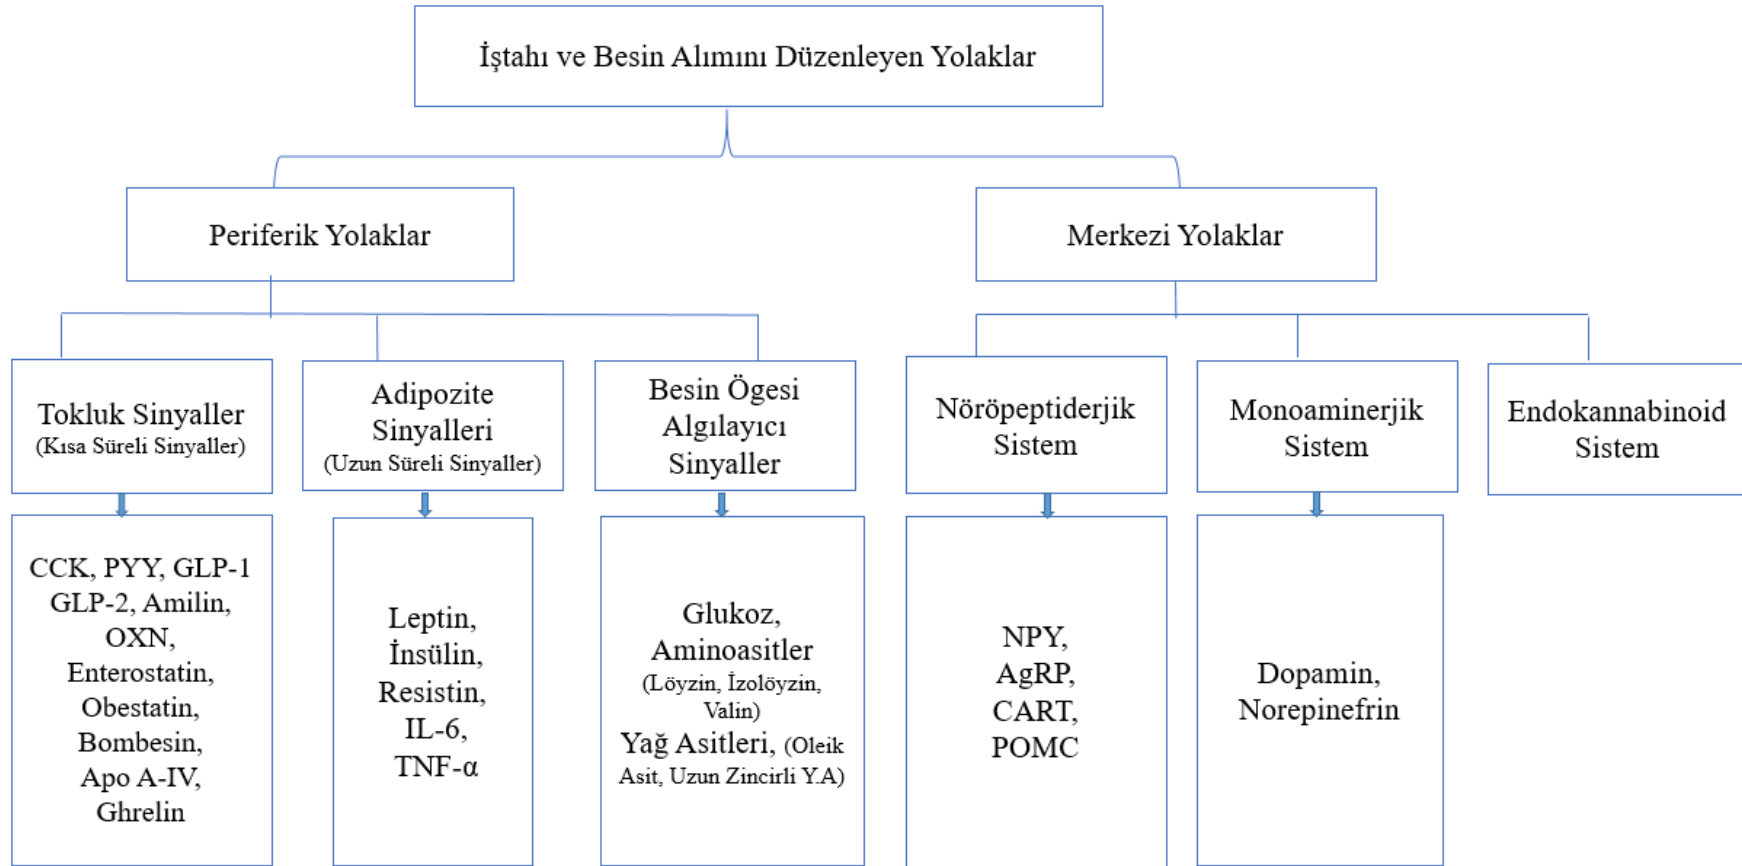 İştahı ve Besin Alımını Düzenleyen Yolaklar
Periferik Yolaklar
Merkezi Yolaklar
Tokluk Sinyaller
(Kısa Süreli Sinyaller)
Adipozite
Sinyalleri
(Uzun Süreli Sinyaller)
Besin Ögesi
Algılayıcı
Sinyaller
Nöröpeptiderjik
Sistem
Monoaminerjik
Sistem
Endokannabinoid
Sistem
CCK, PYY, GLP-1
GLP-2, Amilin,
OXN,
Enterostatin,
Obestatin,
Bombesin,
Apo A-IV,
Ghrelin
Leptin,
İnsülin,
Resistin,
IL-6,
TNF-α
Glukoz,
Aminoasitler
(Löyzin, İzolöyzin,
Valin)
Yağ Asitleri, (Oleik
Asit, Uzun Zincirli Y.A)
NPY,
AgRP,
CART,
POMC
Dopamin,
Norepinefrin